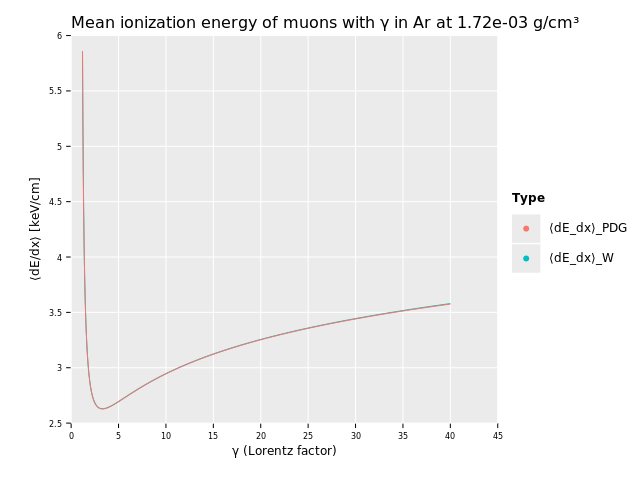 Mean ionization energy of muons with γ in Ar at 1.72e-03 g/cm³
6
5.5
5
4.5
4
3.5
3
2.5
⟨dE/dx⟩ [keV/cm]
0 5 10 15 20 25 30 35 40 45
γ (Lorentz factor)
Type
⟨dE_dx⟩_PDG
⟨dE_dx⟩_W